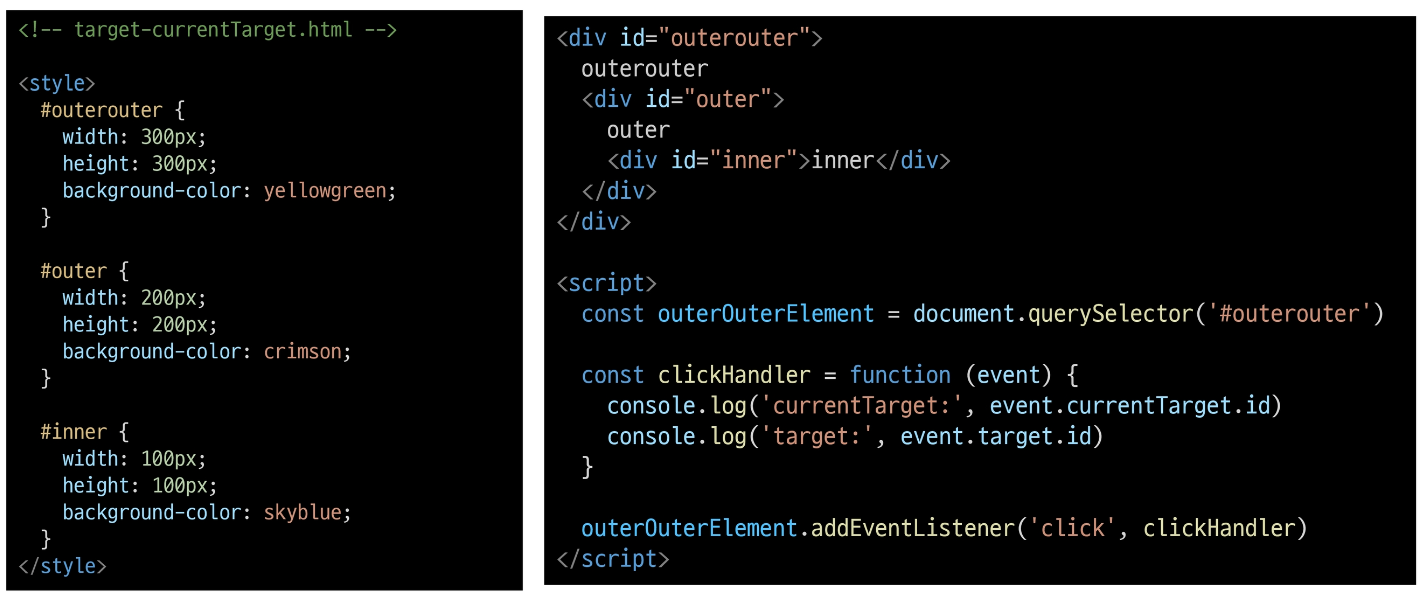 <!-- target-currentTarget.html -->
<style>
  #outerouter {
    width: 300px;
    height: 300px;
    background-color: yellowgreen;
  }
  #outer {
    width: 200px;
    height: 200px;
    background-color: crimson;
  }
  #inner {
    width: 100px;
    height: 100px;
    background-color: skyblue;
  }
</style>
<div id="outerouter">
  outerouter
  <div id="outer">
    outer
    <div id="inner">inner</div>
  </div>
</div>
<script>
  const outerOuterElement = document.querySelector('#outerouter')
  const clickHandler = function (event) {
    console.log('currentTarget:', event.currentTarget.id)
    console.log('target:', event.target.id)
  }
  outerOuterElement.addEventListener('click', clickHandler)
</script>